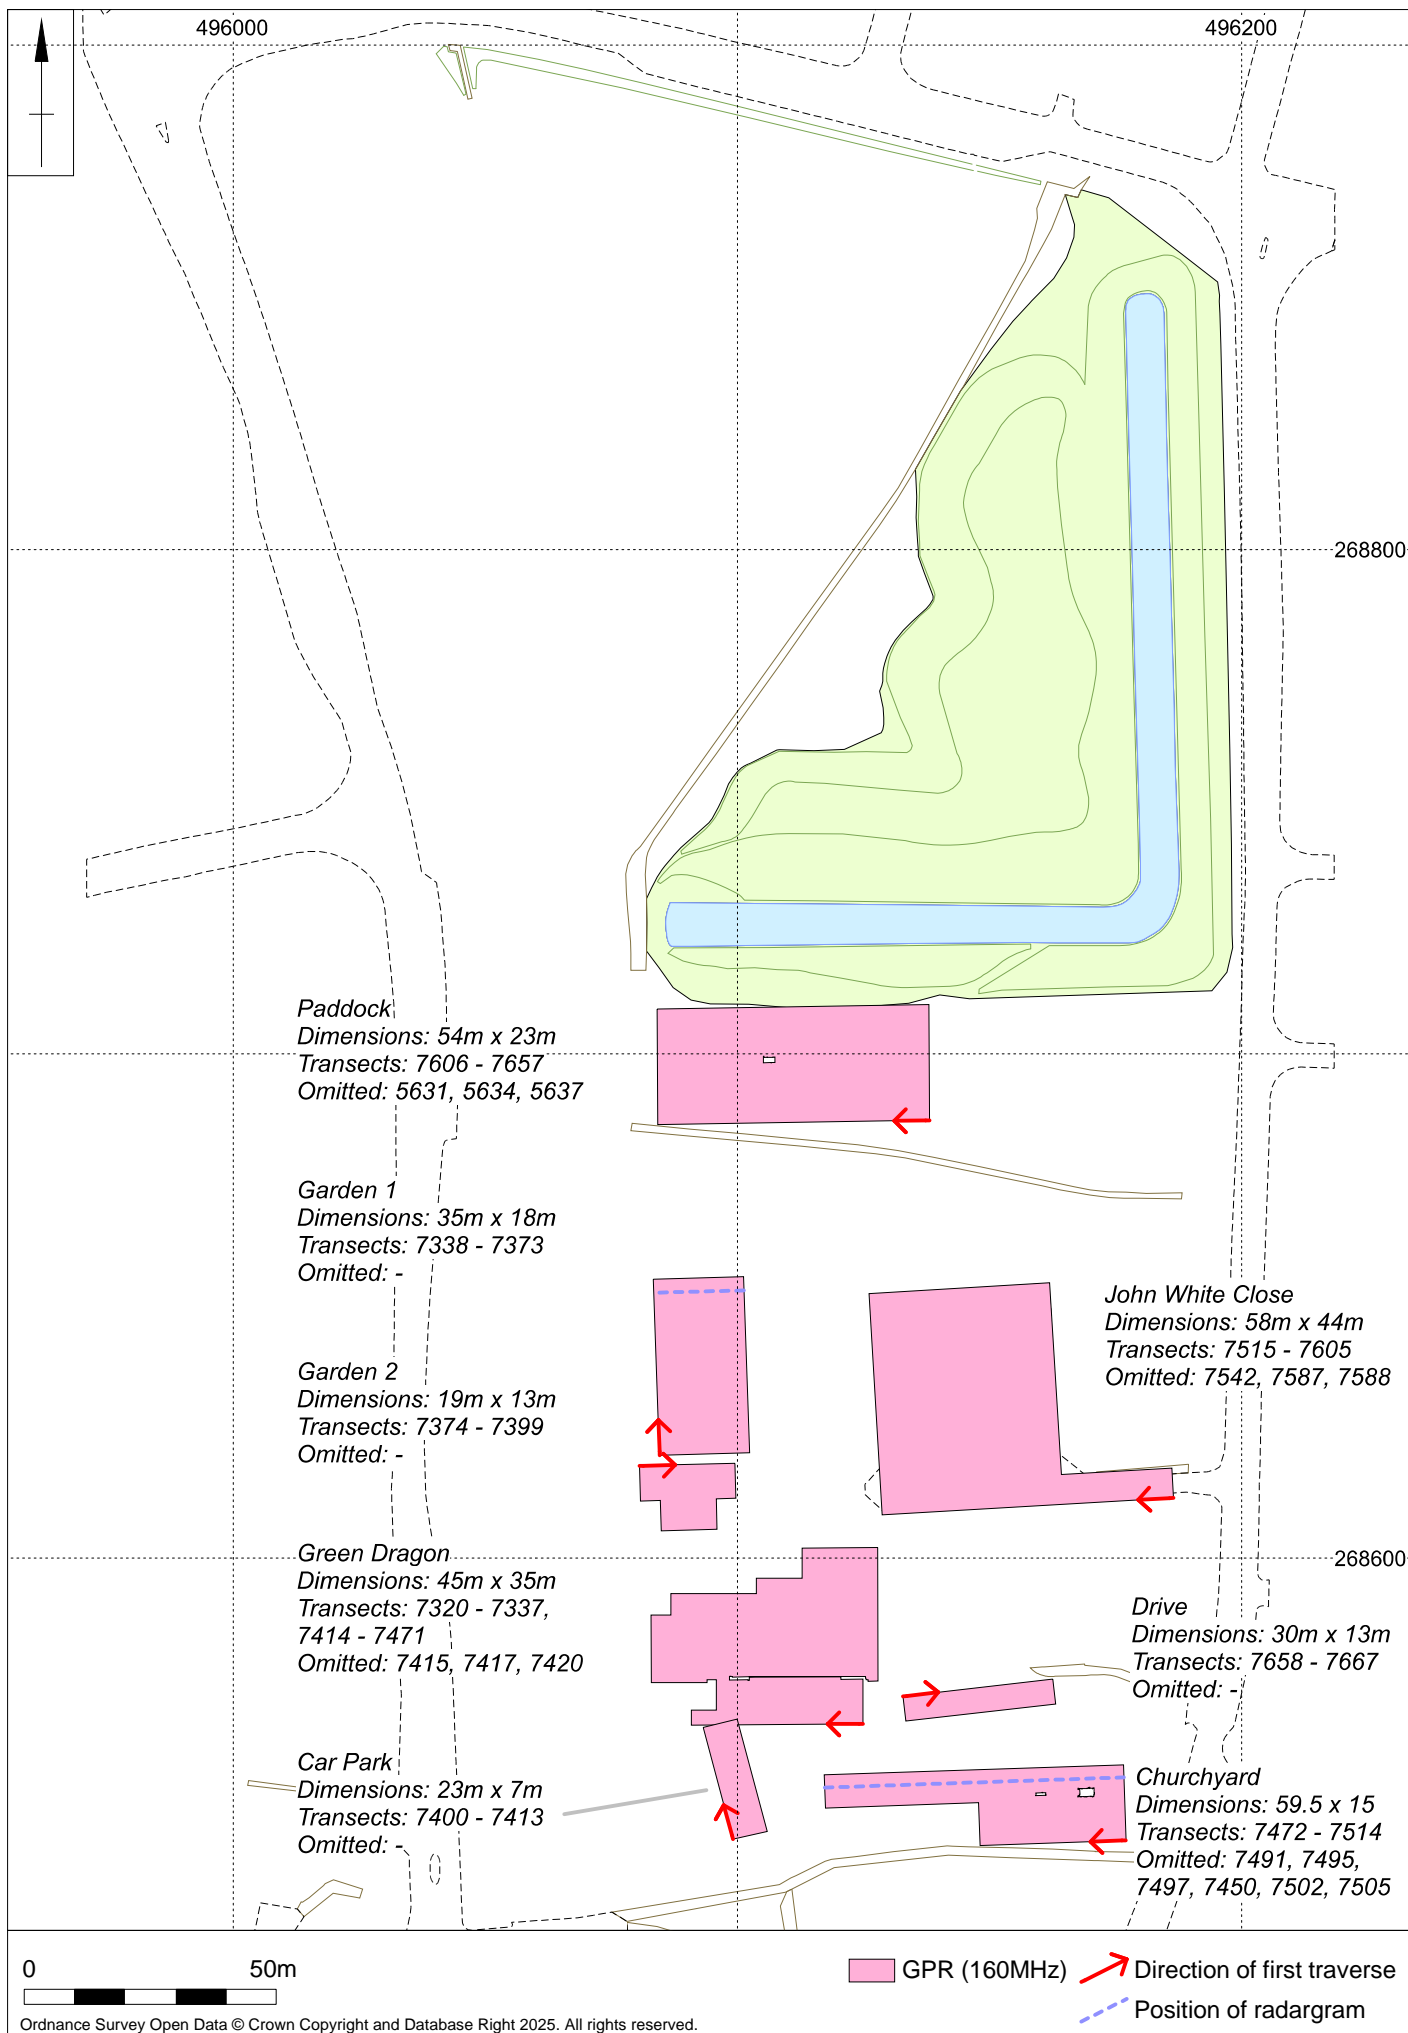 496000
496200
268800
Paddock
Dimensions: 54m x 23m
Transects: 7606 - 7657
Omitted: 5631, 5634, 5637
Garden 1
Dimensions: 35m x 18m
Transects: 7338 - 7373
Omitted: -
John White Close
Dimensions: 58m x 44m
Transects: 7515 - 7605
Omitted: 7542, 7587, 7588
Garden 2
Dimensions: 19m x 13m
Transects: 7374 - 7399
Omitted: -
268600
Green Dragon
Dimensions: 45m x 35m
Transects: 7320 - 7337,
7414 - 7471
Omitted: 7415, 7417, 7420
Drive
Dimensions: 30m x 13m
Transects: 7658 - 7667
Omitted: -
Car Park
Dimensions: 23m x 7m
Transects: 7400 - 7413
Omitted: -
Churchyard
Dimensions: 59.5 x 15
Transects: 7472 - 7514
Omitted: 7491, 7495,
7497, 7450, 7502, 7505
0 50m
GPR (160MHz)
Direction of first traverse
Position of radargram
Ordnance Survey Open Data © Crown Copyright and Database Right 2025. All rights reserved.